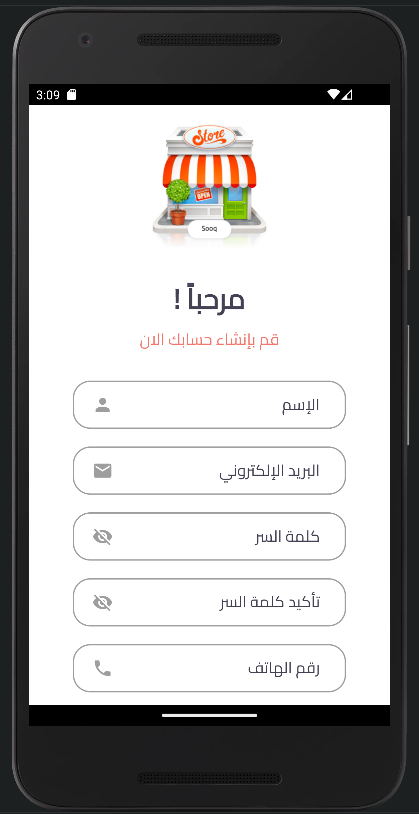 3:09
Store
OPEN
Sooq
مرحباً !
قم بإنشاء حسابك الان
الإسم
البريد الإلكتروني
كلمة السر
تأكيد كلمة السر
رقم الهاتف